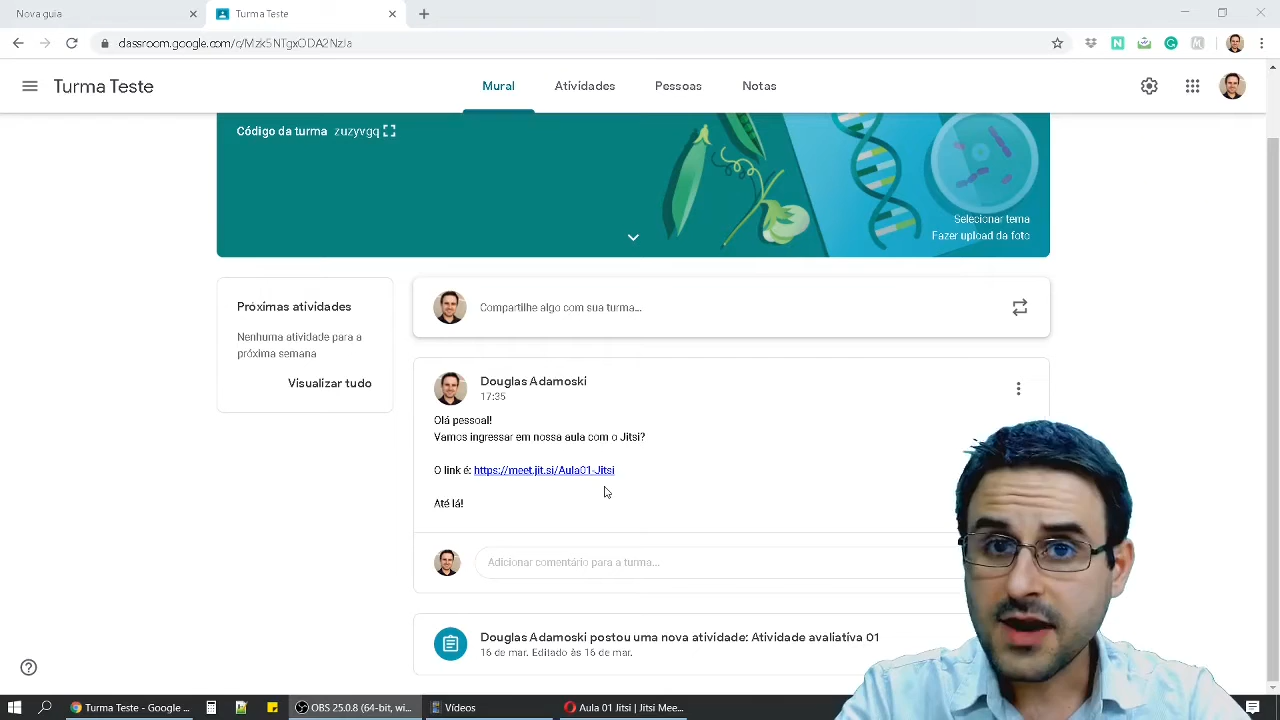 Nova guia
Turma Teste
classroom.google.com/c/Mzk5NTgxODA2NzJa
Turma Teste
Mural
Atividades
Pessoas
Notas
Código da turma zuzyvgq
Selecionar tema
Fazer upload da foto
Próximas atividades
Nenhuma atividade para a
próxima semana
Visualizar tudo
Compartilhe algo com sua turma...
Douglas Adamoski
17:35
Olá pessoal!
Vamos ingressar em nossa aula com o Jitsi?
O link é: https://meet.jit.si/Aula01-Jitsi
Até lá!
Adicionar comentário para a turma...
Douglas Adamoski postou uma nova atividade: Atividade avaliativa 01
16 de mar. Editado às 16 de mar.
Turma Teste - Google ...
OBS 25.0.8 (64-bit, wi...
Vídeos
Aula 01 Jitsi | Jitsi Mee...